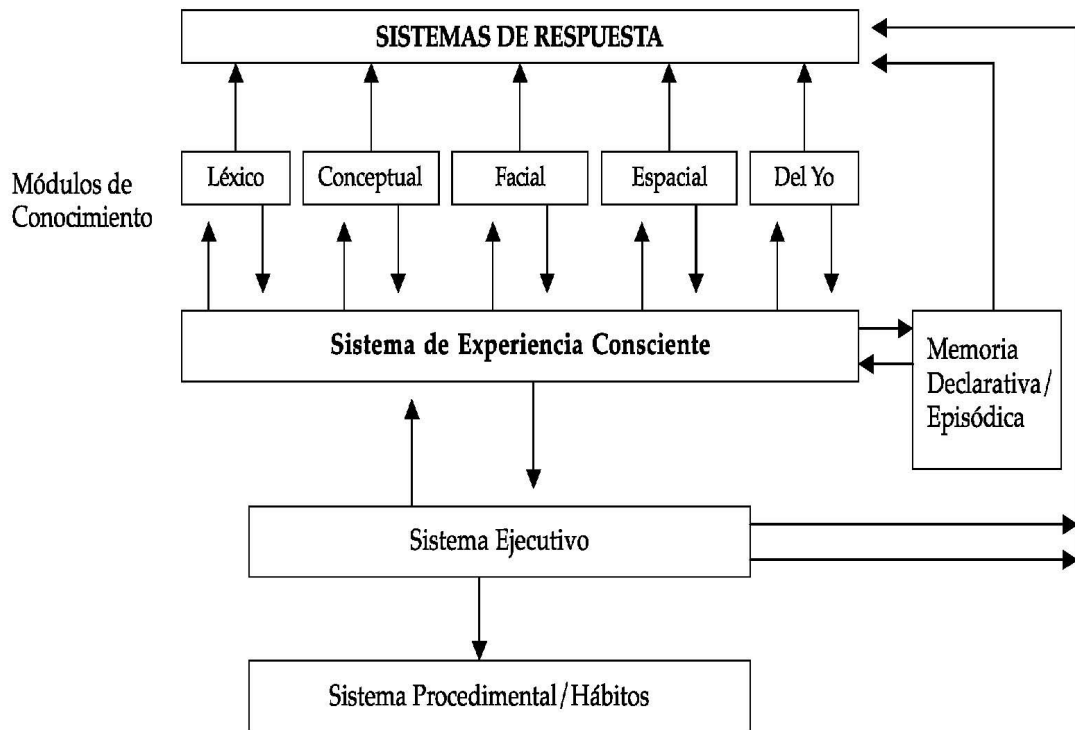 SISTEMAS DE RESPUESTA
Módulos de
Conocimiento
Léxico
Conceptual
Facial
Espacial
Del Yo
Sistema de Experiencia Consciente
Memoria
Declarativa/
Episódica
Sistema Ejecutivo
Sistema Procedimental/Hábitos